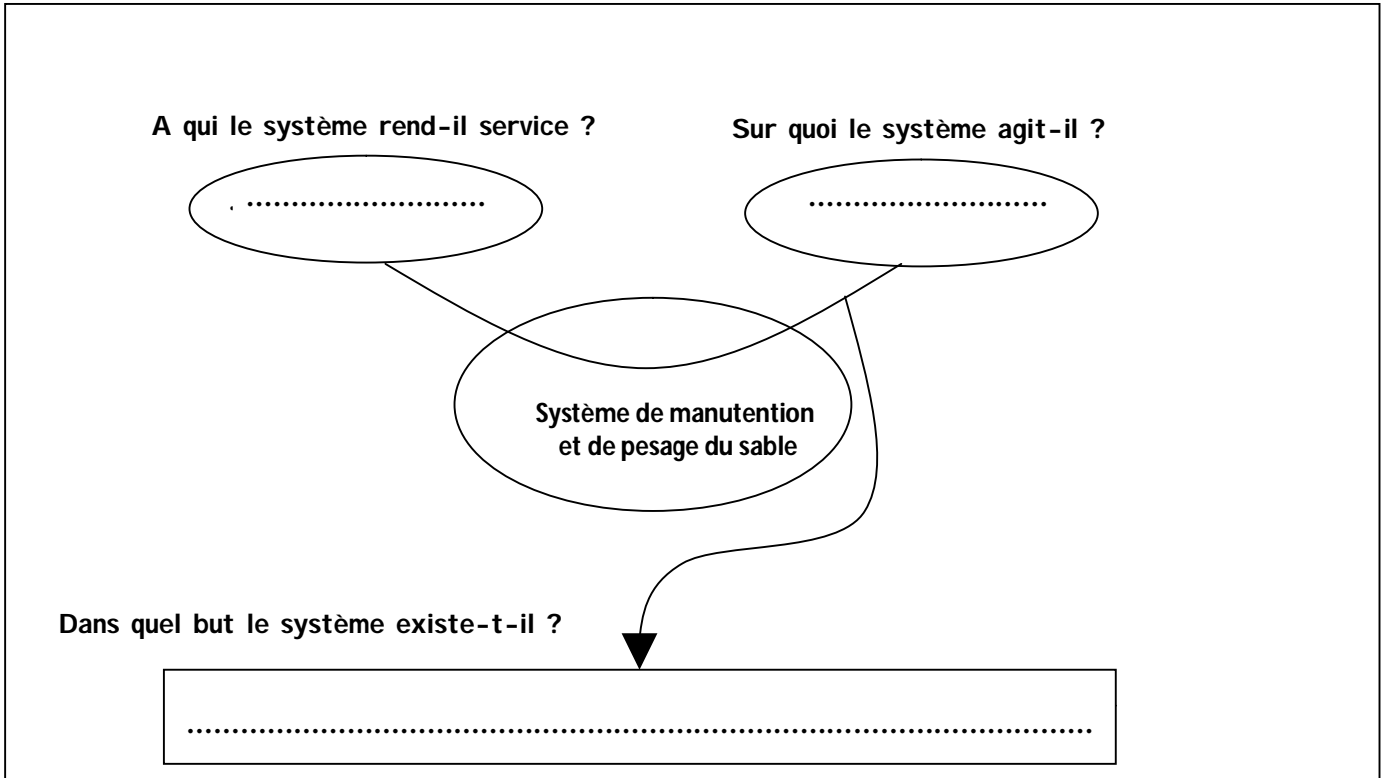 A qui le système rend-il service ?
Sur quoi le système agit-il ?
. ...........................
...........................
Système de manutention
et de pesage du sable
Dans quel but le système existe-t-il ?
.......................................................................................................